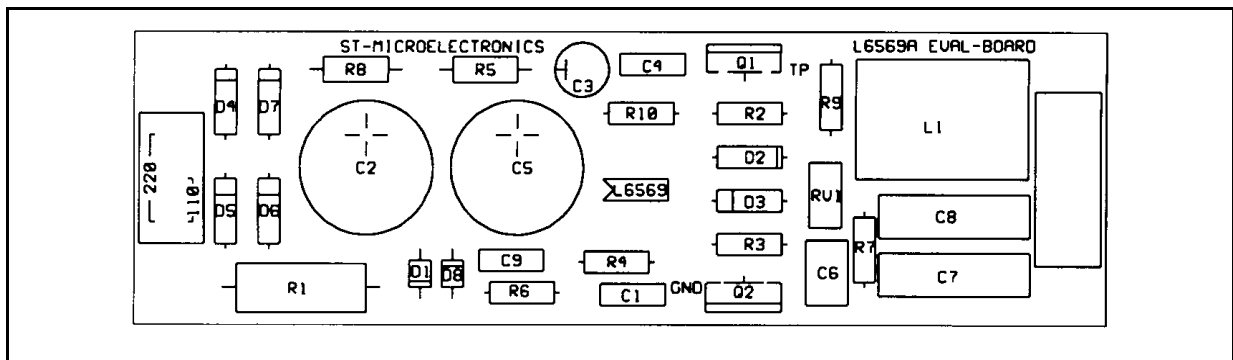 ST-MICROELECTRONICS
L6569A EVAL-BOARD
R8
R5
C3
C4
Q1
TP
D4
D7
R9
R10
R2
L1
220
110
C2
C5
D2
L6569
D3
RV1
D5
D6
C8
R3
R7
C9
R4
C6
D1
D8
R1
R6
C1
GND
Q2
C7